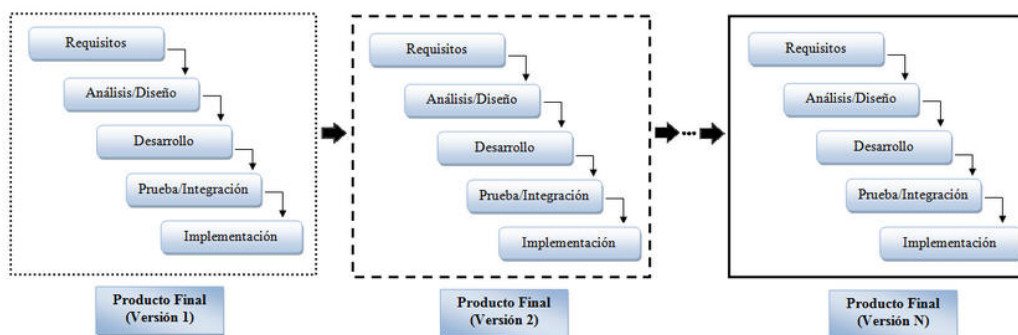 Requisitos
Análisis/Diseño
Desarrollo
Prueba/Integración
Implementación
Producto Final
(Versión 1)
Requisitos
Análisis/Diseño
Desarrollo
Prueba/Integración
Implementación
Producto Final
(Versión 2)
Requisitos
Análisis/Diseño
Desarrollo
Prueba/Integración
Implementación
Producto Final
(Versión N)